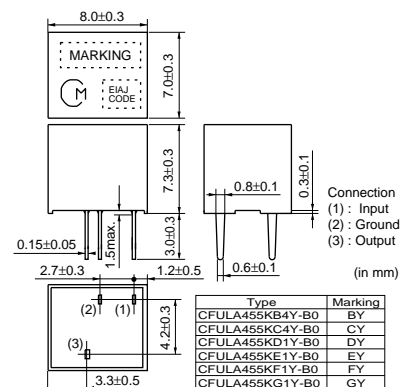 8.0±0.3
MARKING
M
EIAJ
CODE
7.0±0.3
7.3±0.3
0.15±0.05
1.5max.
3.0±0.3
0.8±0.1
0.3±0.1
0.6±0.1
Connection
(1) : Input
(2) : Ground
(3) : Output
(in mm)
2.7±0.3
1.2±0.5
(2)
(1)
(3)
4.2±0.3
3.3±0.5
Type Marking
CFULA455KB4Y-B0 BY
CFULA455KC4Y-B0 CY
CFULA455KD1Y-B0 DY
CFULA455KE1Y-B0 EY
CFULA455KF1Y-B0 FY
CFULA455KG1Y-B0 GY